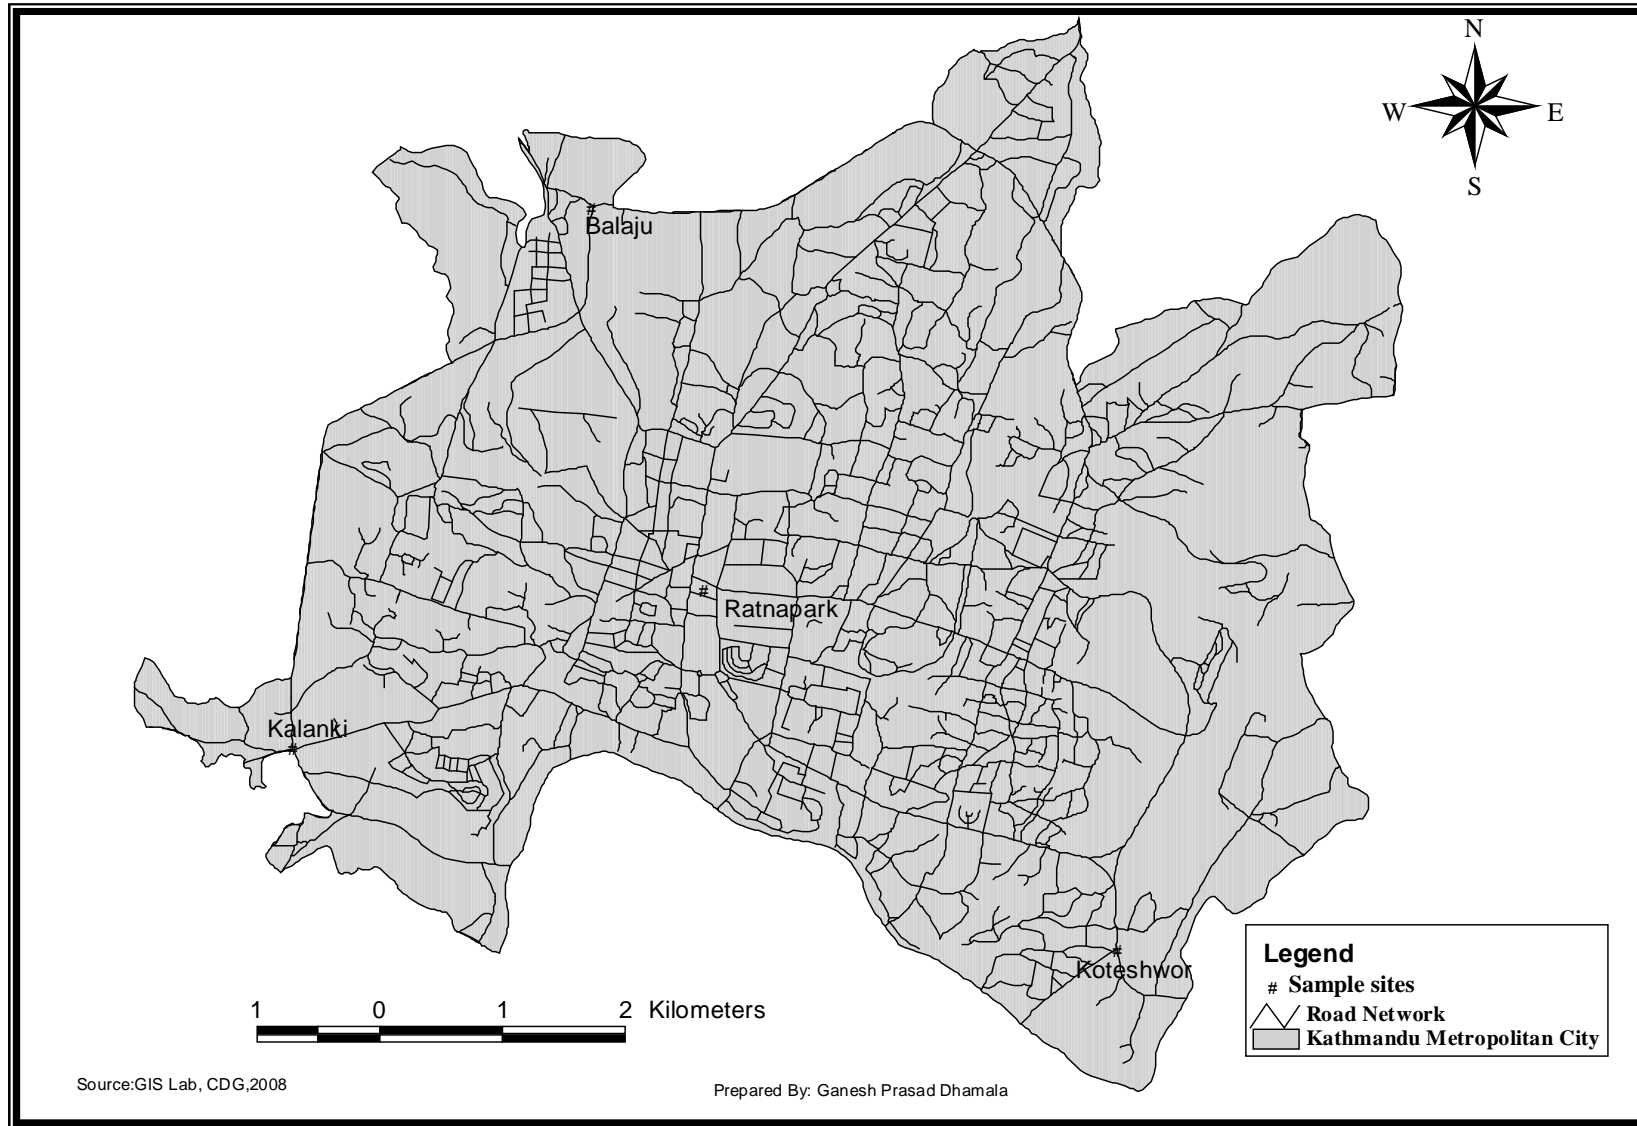 N
W E
S
Balaju
Ratnapark
Kalanki
Koteshwor
Legend
# Sample sites
Road Network
Kathmandu Metropolitan City
1 0 1 2 Kilometers
Source:GIS Lab, CDG,2008
Prepared By: Ganesh Prasad Dhamala